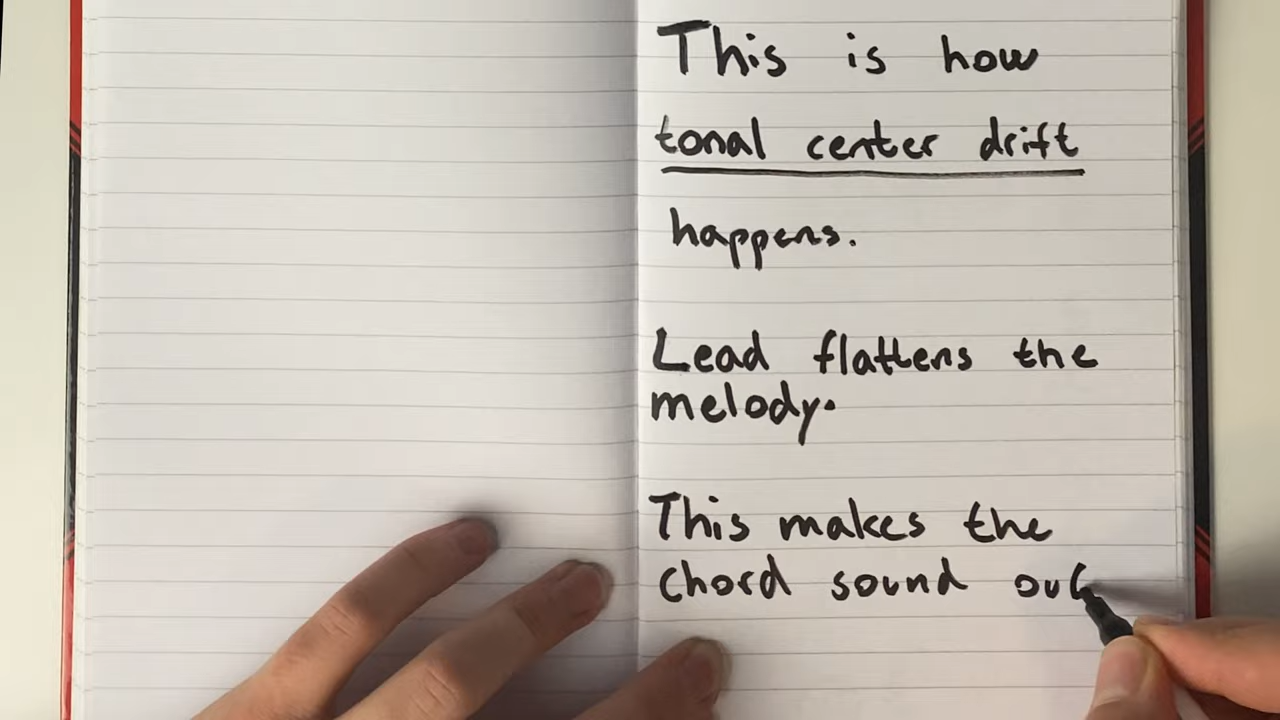 This is how
tonal center drift
happens.
Lead flattens the
melody.
This makes the
chord sound